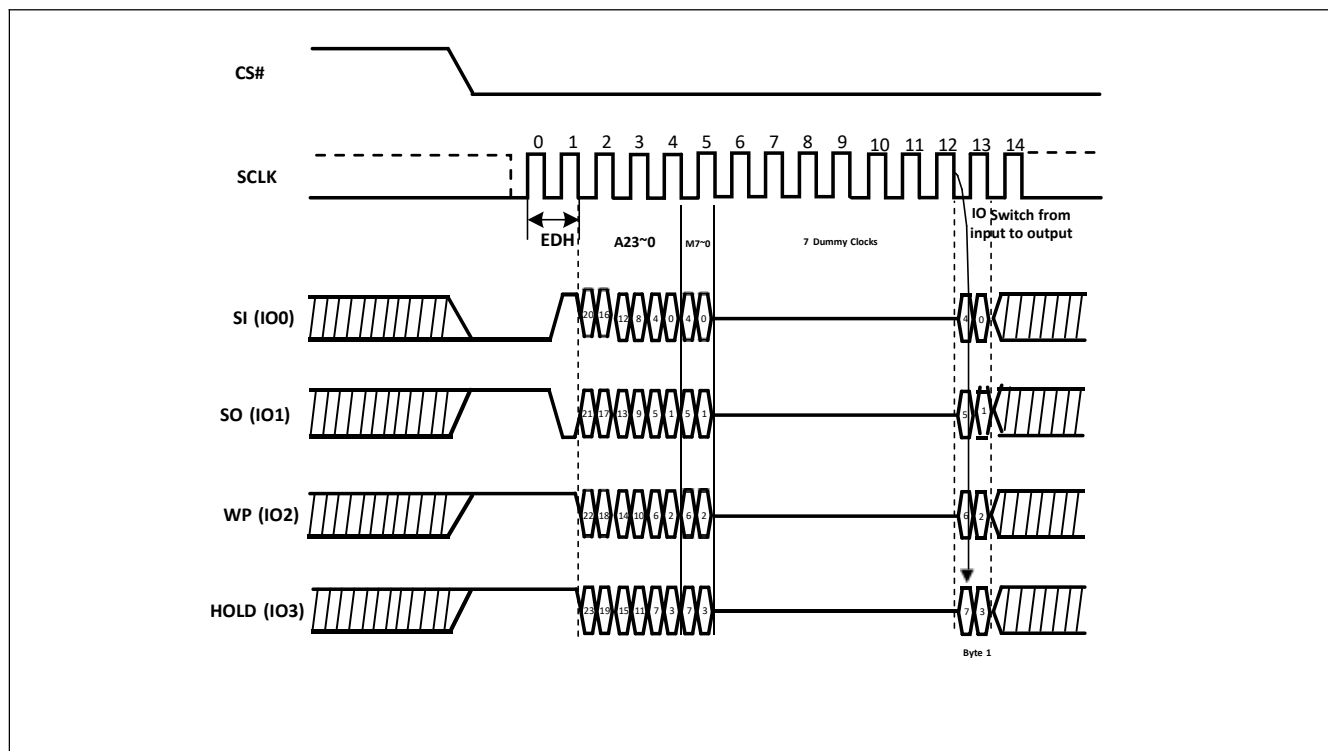 CS#
0 1 2 3 4 5 6 7 8 9 10 11 12 13 14
SCLK
IO Switch from
input to output
EDH
A23~0
M7~0
7 Dummy Clocks
SI (IO0)
20 16 12 8 4 0 4 0 4 0
SO (IO1)
21 17 13 9 5 1 5 1 5 1
WP (IO2)
22 18 14 10 6 2 6 2 6 2
HOLD (IO3)
23 19 15 11 7 3 7 3 7 3
Byte 1